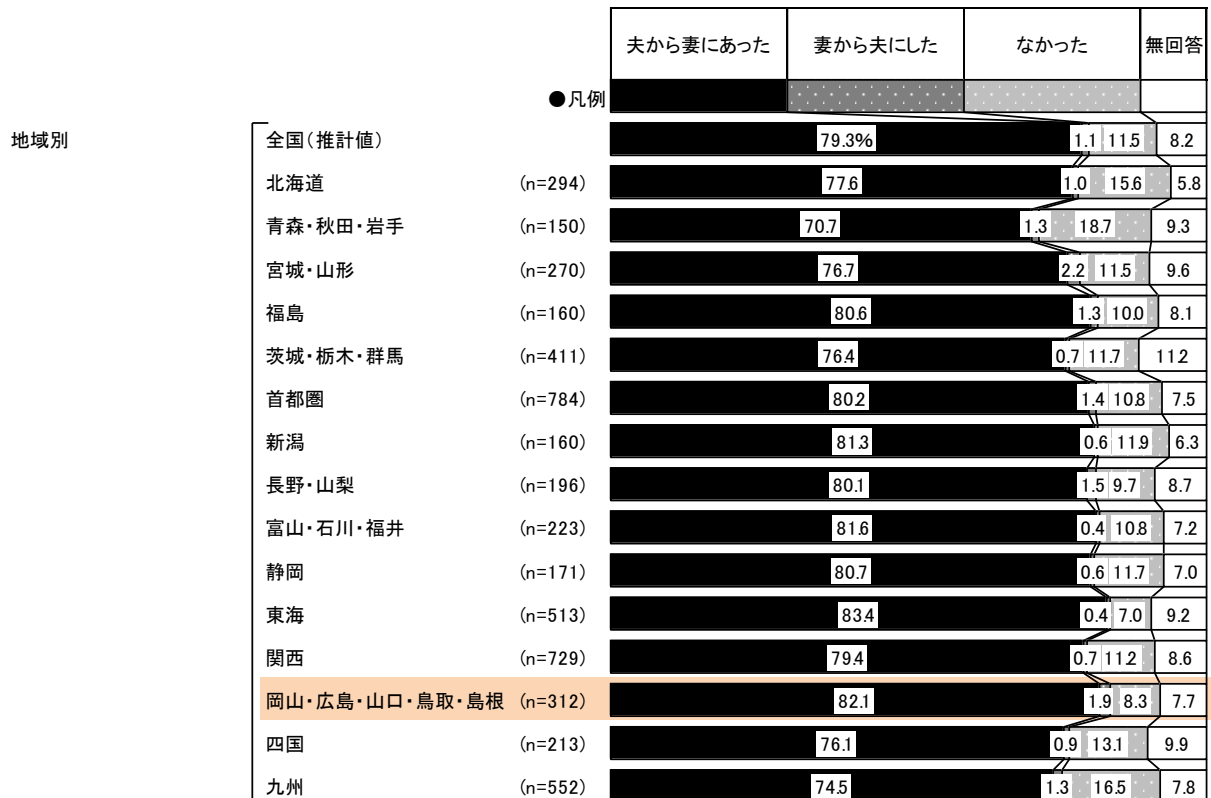 夫から妻にあった 妻から夫にした なかった 無回答
●凡例
地域別 全国(推計値) 79.3% 1.1 11.5 8.2
北海道 (n=294) 77.6 1.0 15.6 5.8
青森・秋田・岩手 (n=150) 70.7 1.3 18.7 9.3
宮城・山形 (n=270) 76.7 2.2 11.5 9.6
福島 (n=160) 80.6 1.3 10.0 8.1
茨城・栃木・群馬 (n=411) 76.4 0.7 11.7 11.2
首都圏 (n=784) 80.2 1.4 10.8 7.5
新潟 (n=160) 81.3 0.6 11.9 6.3
長野・山梨 (n=196) 80.1 1.5 9.7 8.7
富山・石川・福井 (n=223) 81.6 0.4 10.8 7.2
静岡 (n=171) 80.7 0.6 11.7 7.0
東海 (n=513) 83.4 0.4 7.0 9.2
関西 (n=729) 79.4 0.7 11.2 8.6
岡山・広島・山口・鳥取・島根 (n=312) 82.1 1.9 8.3 7.7
四国 (n=213) 76.1 0.9 13.1 9.9
九州 (n=552) 74.5 1.3 16.5 7.8